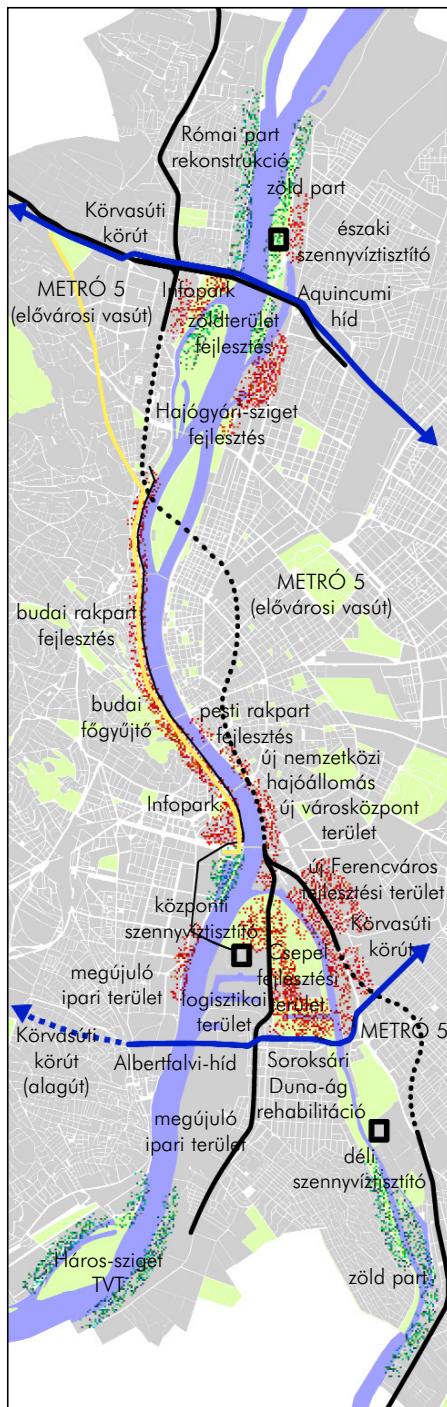 Római part
rekonstrukció
zöld part
Körvasúti
körút
északi
szennyvíztisztító
METRÓ 5
(elővárosi vasút)
Infopark
zöldterület
fejlesztés
Aquincumi
híd
Hajógyári-sziget
fejlesztés
METRÓ 5
(elővárosi vasút)
budai rakpart
fejlesztés
budai
főgyűjtő
pesti rakpart
fejlesztés
új nemzetközi
hajóállomás
Infopark
új városközpont
terület
új Ferencváros
fejlesztési terület
központi
szennyvíztisztító
Körvasúti
körút
Csepel
fejlesztési
terület
megújuló
ipari terület
logisztikai
terület
METRÓ 5
Körvasúti
körút
(alagút)
Albertfalvi-híd
Soroksári
Duna-ág
rehabilitáció
megújuló
ipari terület
déli
szennyvíztisztító
Háros-sziget
TVT
zöld part